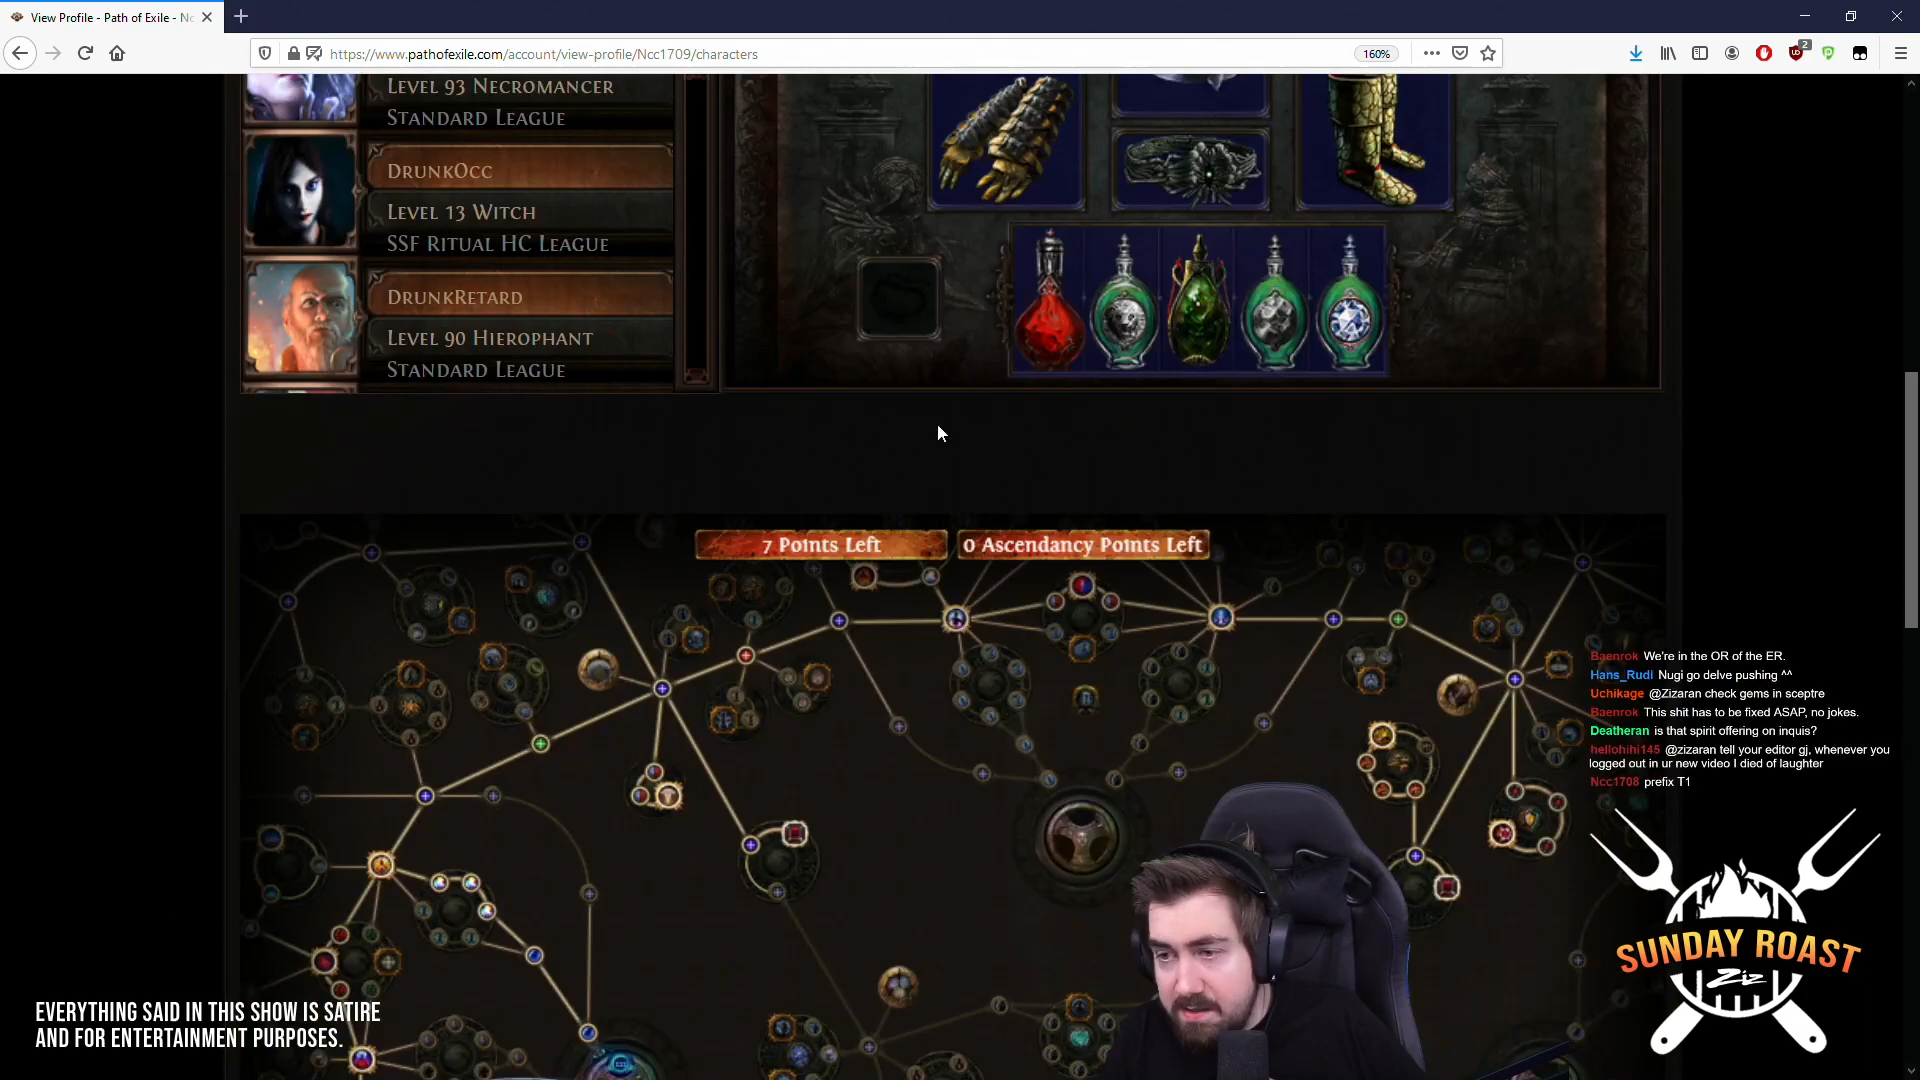 View Profile - Path of Exile - Nc
https://www.pathofexile.com/account/view-profile/Ncc1709/characters
160%
2
Level 93 Necromancer
Standard League
DrunkOcc
Level 13 Witch
SSF Ritual HC League
DrunkRetard
Level 90 Hierophant
Standard League
7 Points Left
0 Ascendancy Points Left
Baenrok We're in the OR of the ER.
Hans_Rudi Nugi go delve pushing ^^
Uchikage @Zizaran check gems in sceptre
Baenrok This shit has to be fixed ASAP, no jokes.
Deatheran is that spirit offering on inquis?
hellohihi145 @zizaran tell your editor gj, whenever you
logged out in ur new video I died of laughter
Ncc1708 prefix T1
SUNDAY ROAST
Ziz
EVERYTHING SAID IN THIS SHOW IS SATIRE
AND FOR ENTERTAINMENT PURPOSES.